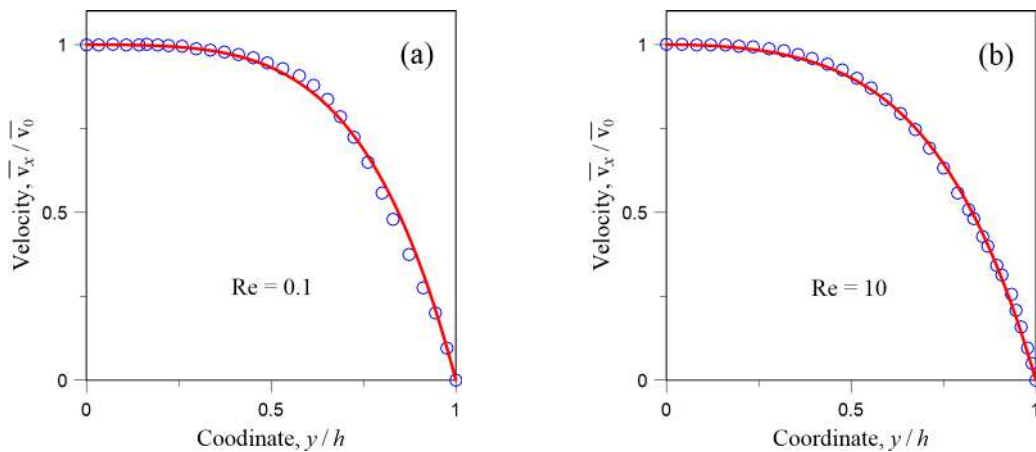 (a)
Velocity, v̅ₓ / v̅₀
1
0.5
0
Re = 0.1
0
0.5
1
Coodinate, y / h
(b)
Velocity, v̅ₓ / v̅₀
1
0.5
0
Re = 10
0
0.5
1
Coordinate, y / h